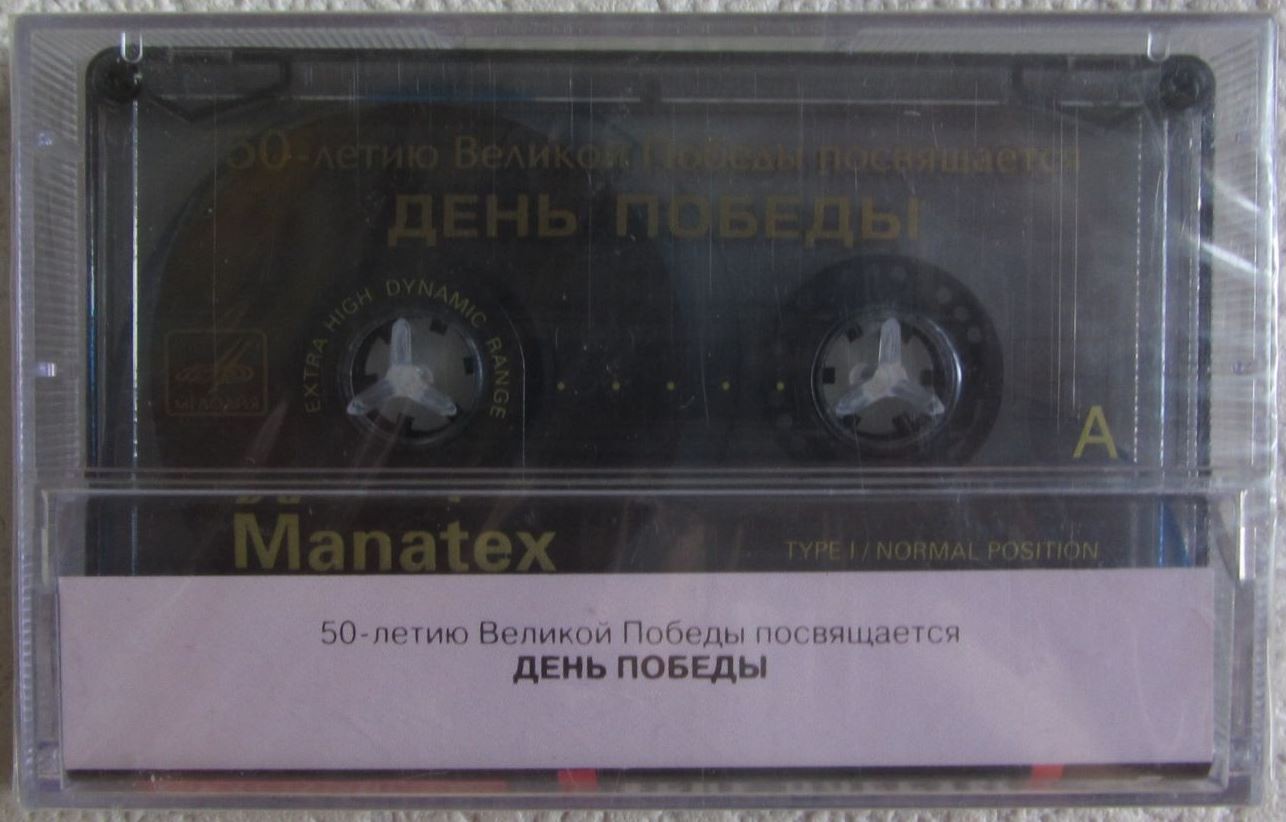 50-летию Великой Победы посвящается
ДЕНЬ ПОБЕДЫ
EXTRA HIGH DYNAMIC RANGE
МЕЛОДИЯ
A
Manatex
TYPE I / NORMAL POSITION
50-летию Великой Победы посвящается
ДЕНЬ ПОБЕДЫ